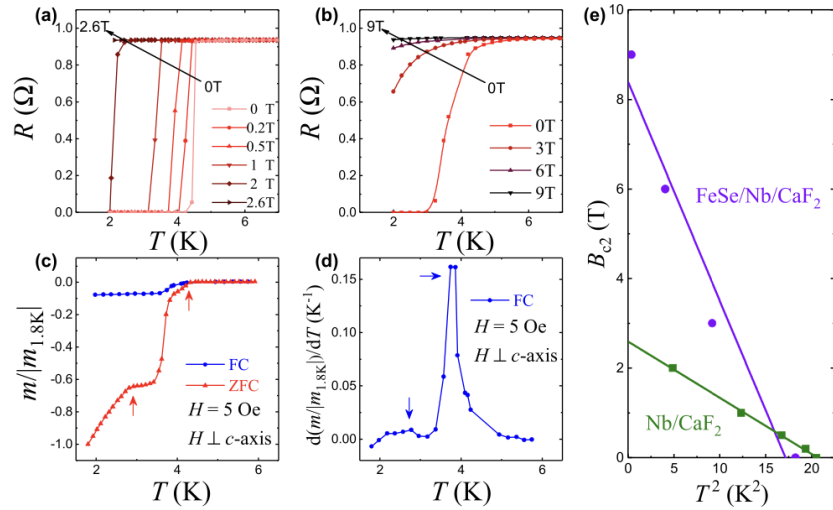 (a)
2.6T
0T
0 T
0.2T
0.5T
1 T
2 T
2.6T
R (Ω)
1.0
0.8
0.6
0.4
0.2
0.0
2 4 6
T (K)
(b)
9T
0T
0T
3T
6T
9T
R (Ω)
1.0
0.8
0.6
0.4
0.2
0.0
2 4 6
T (K)
(c)
m/|m1.8K|
0.0
-0.2
-0.4
-0.6
-0.8
-1.0
FC
ZFC
H = 5 Oe
H ⊥ c-axis
2 4 6
T (K)
(d)
d(m/|m1.8K|)/dT (K-1)
0.15
0.10
0.05
0.00
FC
H = 5 Oe
H ⊥ c-axis
2 4 6
T (K)
(e)
Bc2 (T)
10
8
6
4
2
0
FeSe/Nb/CaF2
Nb/CaF2
0 5 10 15 20
T2 (K2)